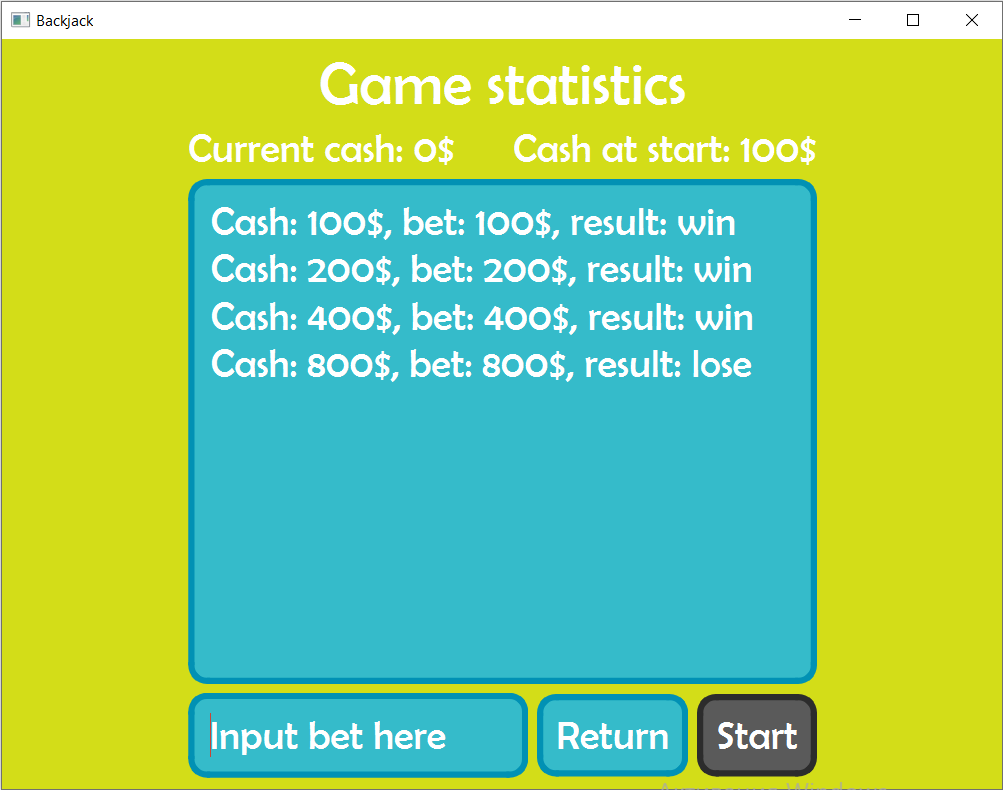 Backjack
Game statistics
Current cash: 0$ Cash at start: 100$
Cash: 100$, bet: 100$, result: win
Cash: 200$, bet: 200$, result: win
Cash: 400$, bet: 400$, result: win
Cash: 800$, bet: 800$, result: lose
Input bet here Return Start